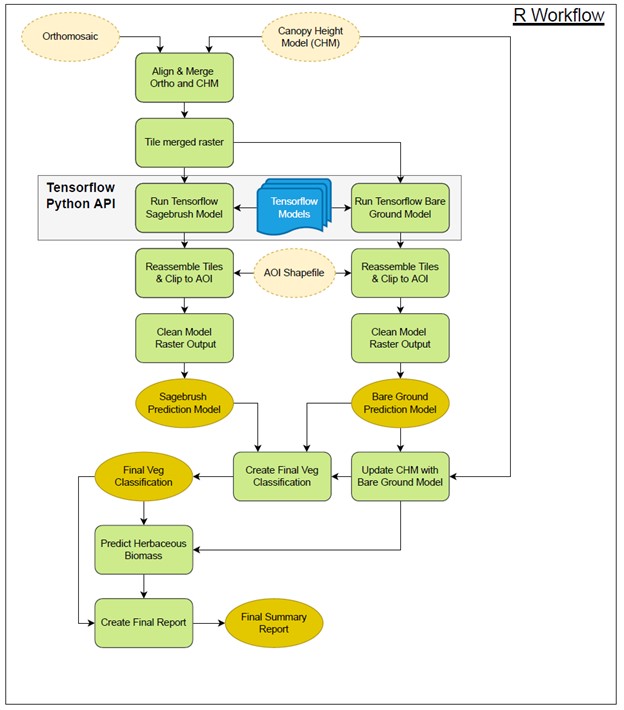 R Workflow
Orthomosaic
Canopy Height
Model (CHM)
Align & Merge
Ortho and CHM
Tile merged raster
Tensorflow
Python API
Run Tensorflow
Sagebrush Model
Tensorflow
Models
Run Tensorflow Bare
Ground Model
Reassemble Tiles
& Clip to AOI
AOI Shapefile
Reassemble Tiles
& Clip to AOI
Clean Model
Raster Output
Clean Model
Raster Output
Sagebrush
Prediction Model
Bare Ground
Prediction Model
Final Veg
Classification
Create Final Veg
Classification
Update CHM with
Bare Ground Model
Predict Herbaceous
Biomass
Create Final Report
Final Summary
Report